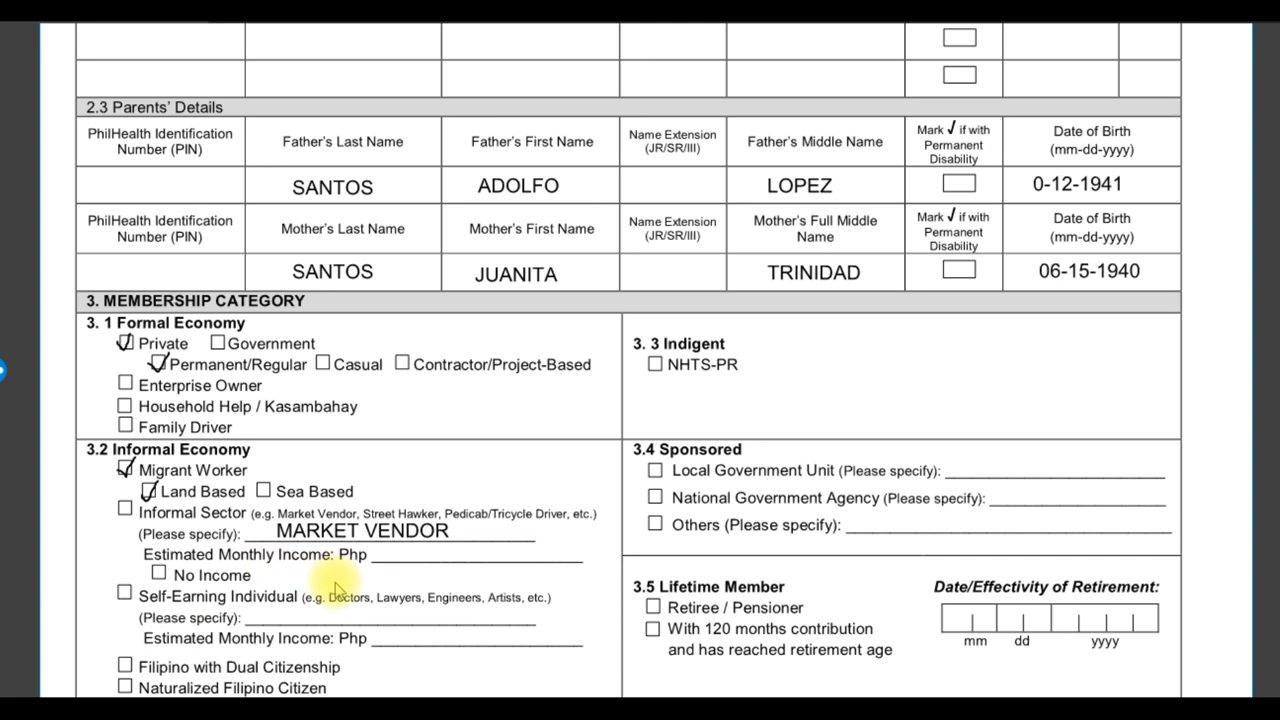 2.3 Parents' Details
PhilHealth Identification Number (PIN)
Father's Last Name
Father's First Name
Name Extension (JR/SR/III)
Father's Middle Name
Mark ✓ if with Permanent Disability
Date of Birth (mm-dd-yyyy)
SANTOS ADOLFO LOPEZ 0-12-1941
PhilHealth Identification Number (PIN)
Mother's Last Name
Mother's First Name
Name Extension (JR/SR/III)
Mother's Full Middle Name
Mark ✓ if with Permanent Disability
Date of Birth (mm-dd-yyyy)
SANTOS JUANITA TRINIDAD 06-15-1940
3. MEMBERSHIP CATEGORY
3. 1 Formal Economy
Private Government
Permanent/Regular Casual Contractor/Project-Based
Enterprise Owner
Household Help / Kasambahay
Family Driver
3. 3 Indigent
NHTS-PR
3.2 Informal Economy
Migrant Worker
Land Based Sea Based
Informal Sector (e.g. Market Vendor, Street Hawker, Pedicab/Tricycle Driver, etc.)
(Please specify): MARKET VENDOR
Estimated Monthly Income: Php
No Income
Self-Earning Individual (e.g. Doctors, Lawyers, Engineers, Artists, etc.)
(Please specify):
Estimated Monthly Income: Php
Filipino with Dual Citizenship
Naturalized Filipino Citizen
3.4 Sponsored
Local Government Unit (Please specify):
National Government Agency (Please specify):
Others (Please specify):
3.5 Lifetime Member
Retiree / Pensioner
With 120 months contribution
and has reached retirement age
Date/Effectivity of Retirement:
mm dd yyyy